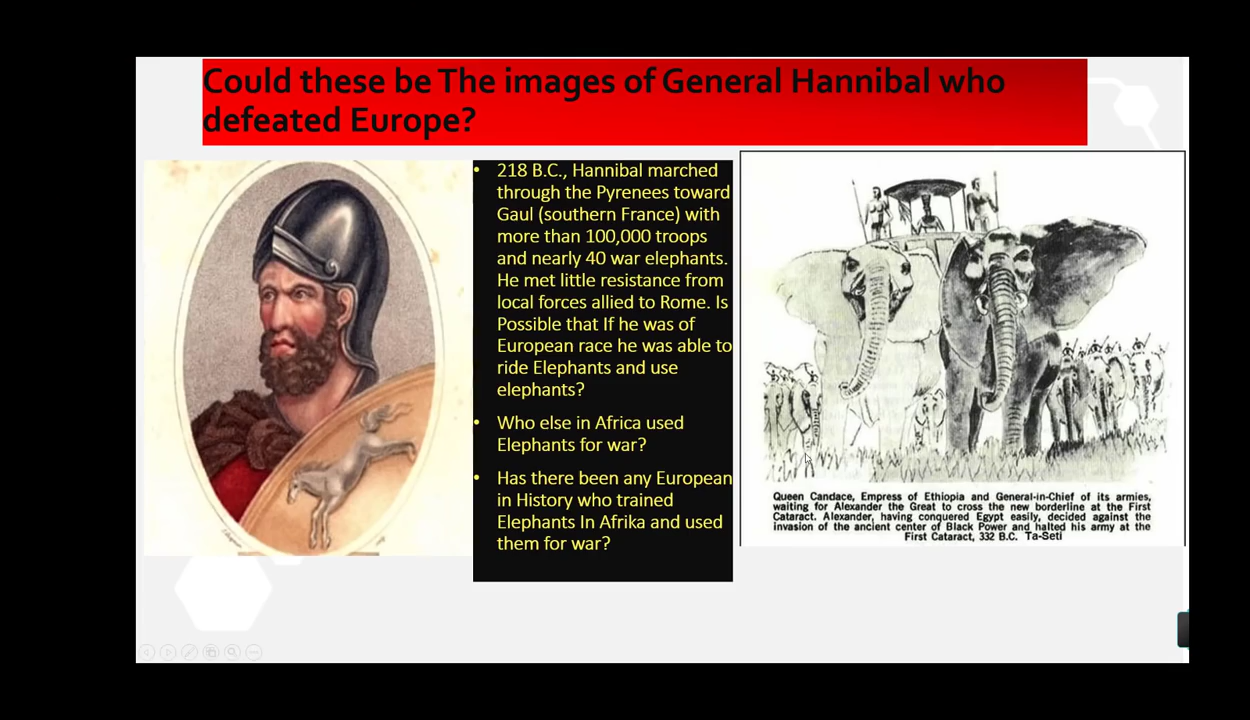 Could these be The images of General Hannibal who
defeated Europe?
• 218 B.C., Hannibal marched
through the Pyrenees toward
Gaul (southern France) with
more than 100,000 troops
and nearly 40 war elephants.
He met little resistance from
local forces allied to Rome. Is
Possible that If he was of
European race he was able to
ride Elephants and use
elephants?
• Who else in Africa used
Elephants for war?
• Has there been any European
in History who trained
Elephants In Afrika and used
them for war?
Queen Candace, Empress of Ethiopia and General-in-Chief of its armies,
waiting for Alexander the Great to cross the new borderline at the First
Cataract. Alexander, having conquered Egypt easily, decided against the
invasion of the ancient center of Black Power and halted his army at the
First Cataract, 332 B.C. Ta-Seti